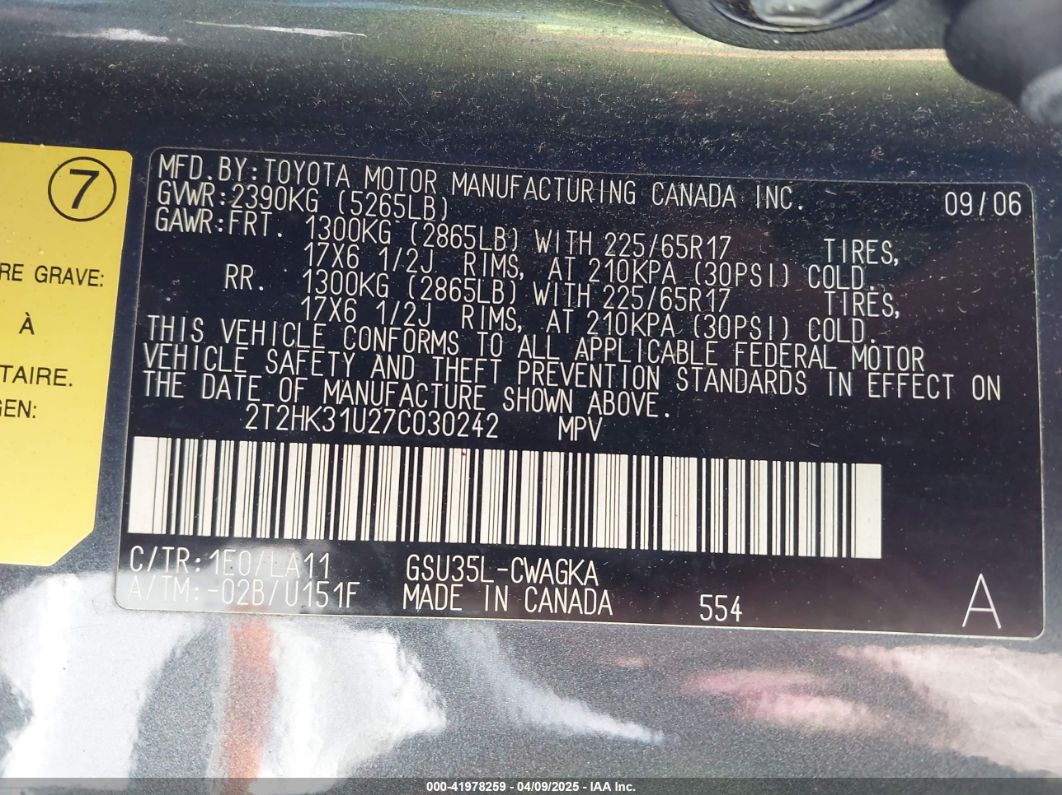 7
RE GRAVE:
À
TAIRE.
EN:
MFD.BY:TOYOTA MOTOR MANUFACTURING CANADA INC. 09/06
GVWR:2390KG (5265LB)
GAWR:FRT. 1300KG (2865LB) WITH 225/65R17 TIRES,
17X6 1/2J RIMS, AT 210KPA (30PSI) COLD.
RR. 1300KG (2865LB) WITH 225/65R17 TIRES,
17X6 1/2J RIMS, AT 210KPA (30PSI) COLD.
THIS VEHICLE CONFORMS TO ALL APPLICABLE FEDERAL MOTOR
VEHICLE SAFETY AND THEFT PREVENTION STANDARDS IN EFFECT ON
THE DATE OF MANUFACTURE SHOWN ABOVE.
2T2HK31U27C030242 MPV
C/TR:1E0/LA11 GSU35L-CWAGKA
A/TM:-02B/U151F MADE IN CANADA 554 A
000-41978259 - 04/09/2025 - IAA Inc.